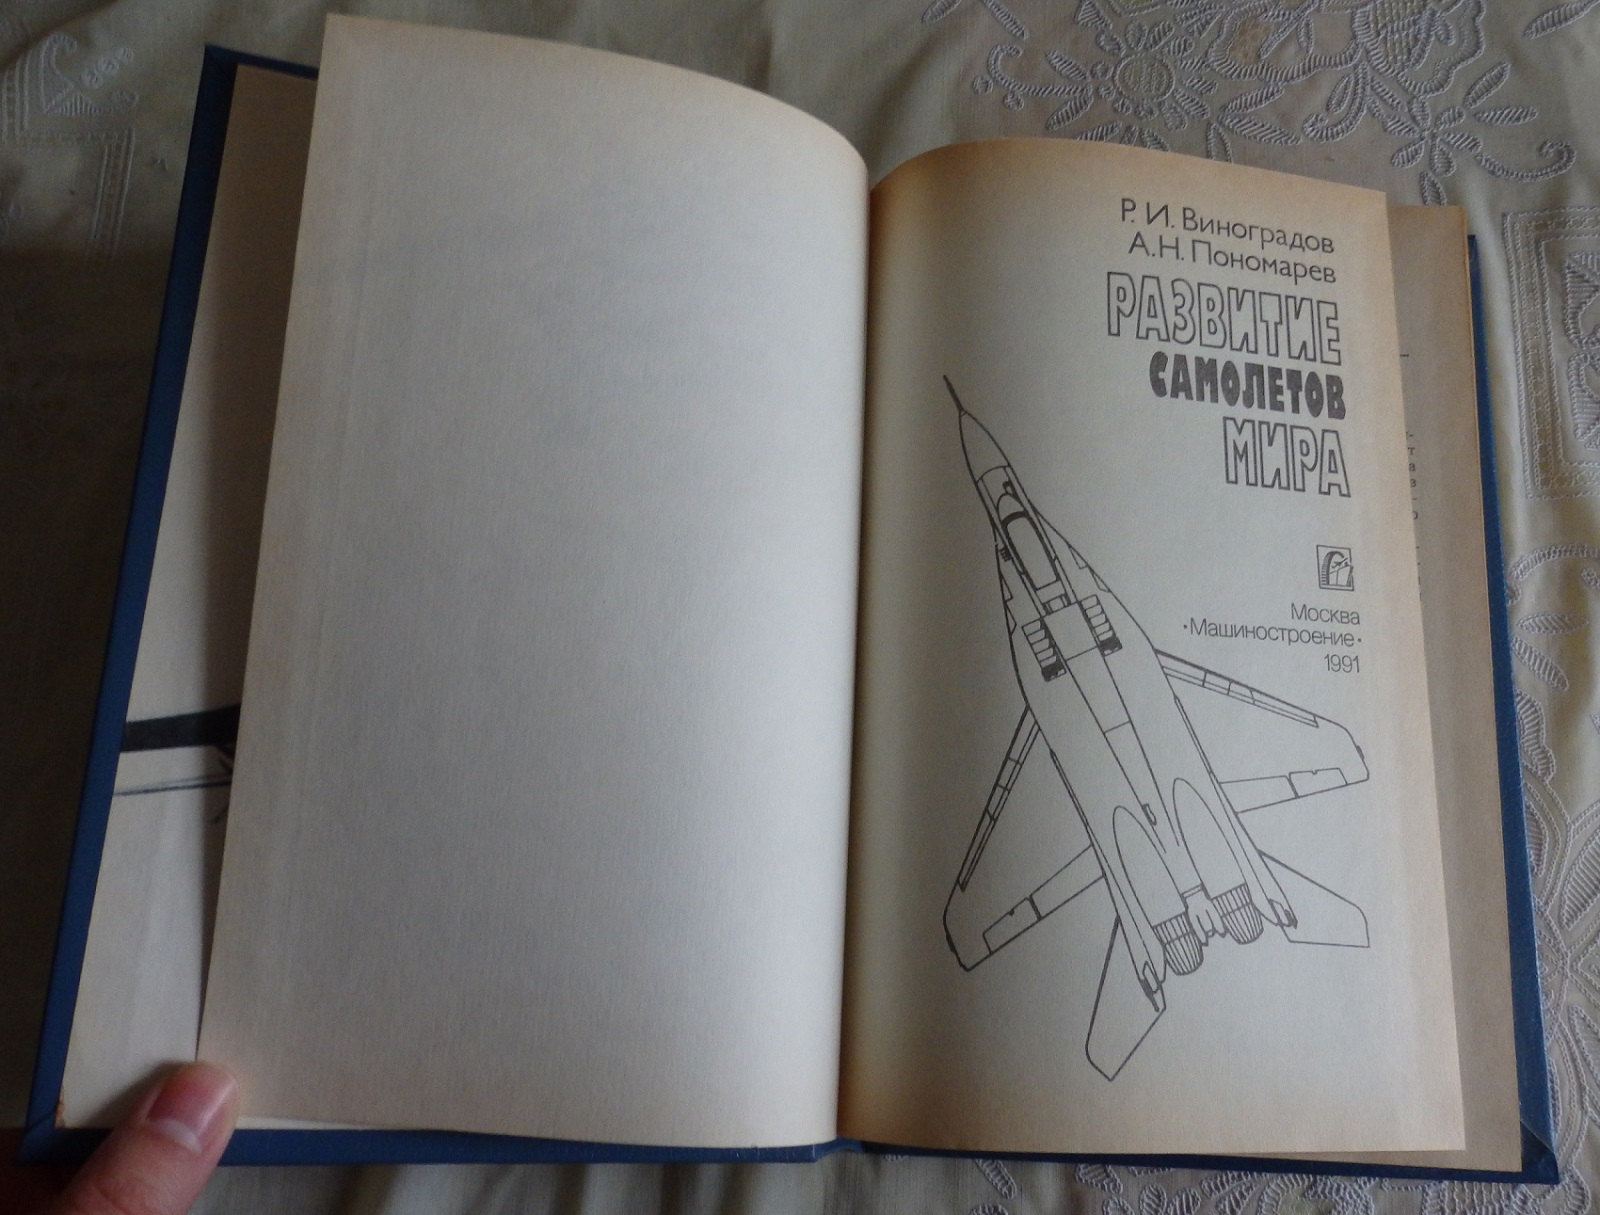 Р. И. Виноградов
А.Н. Пономарев
РАЗВИТИЕ
САМОЛЕТОВ
МИРА
Москва
·Машиностроение·
1991